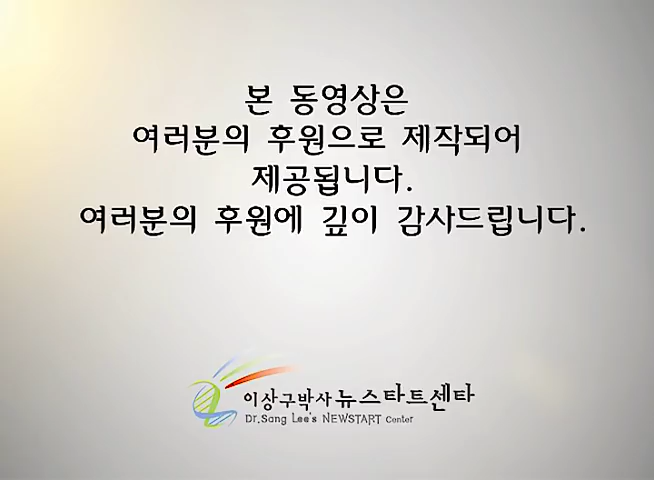 본 동영상은
여러분의 후원으로 제작되어
제공됩니다.
여러분의 후원에 깊이 감사드립니다.
이상구박사 뉴스타트센타
Dr.Sang Lee's NEWSTART Center